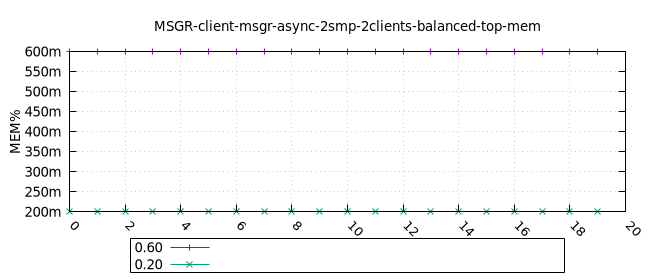 MSGR-client-msgr-async-2smp-2clients-balanced-top-mem
600m
550m
500m
450m
400m
350m
300m
250m
200m
MEM%
0 2 4 6 8 10 12 14 16 18 20
0.60
0.20